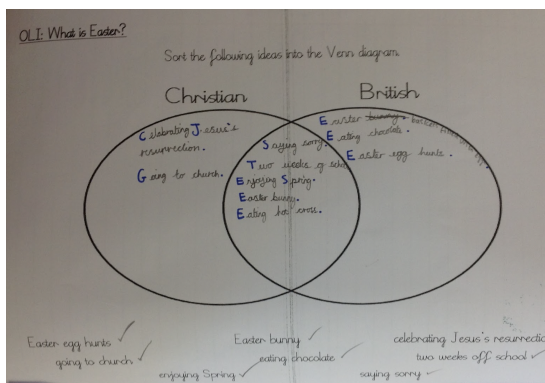 OLI: What is Easter?
Sort the following ideas into the Venn diagram.
Christian
British
Celebrating Jesus's
resurrection.
Going to church.
Saying sorry.
Two weeks of
Enjoying Spring.
Easter bunny.
Eating hot cross.
Easter bunny.
Eating chocolate.
Easter egg hunts.
Easter egg hunts
going to church
enjoying Spring
Easter bunny
eating chocolate
saying sorry
celebrating Jesus's resurrectio
two weeks off school